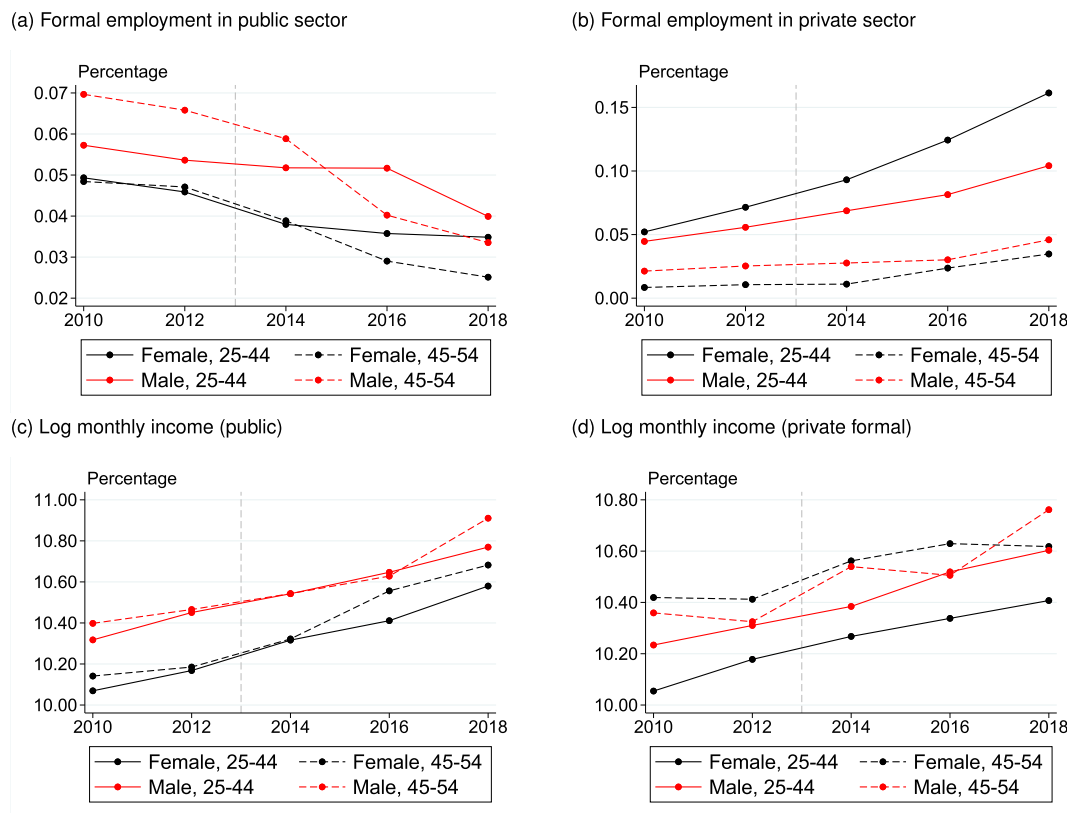 (a) Formal employment in public sector
Percentage
0.07
0.06
0.05
0.04
0.03
0.02
2010 2012 2014 2016 2018
Female, 25-44 Female, 45-54
Male, 25-44 Male, 45-54
(b) Formal employment in private sector
Percentage
0.15
0.10
0.05
0.00
2010 2012 2014 2016 2018
Female, 25-44 Female, 45-54
Male, 25-44 Male, 45-54
(c) Log monthly income (public)
Percentage
11.00
10.80
10.60
10.40
10.20
10.00
2010 2012 2014 2016 2018
Female, 25-44 Female, 45-54
Male, 25-44 Male, 45-54
(d) Log monthly income (private formal)
Percentage
10.80
10.60
10.40
10.20
10.00
2010 2012 2014 2016 2018
Female, 25-44 Female, 45-54
Male, 25-44 Male, 45-54